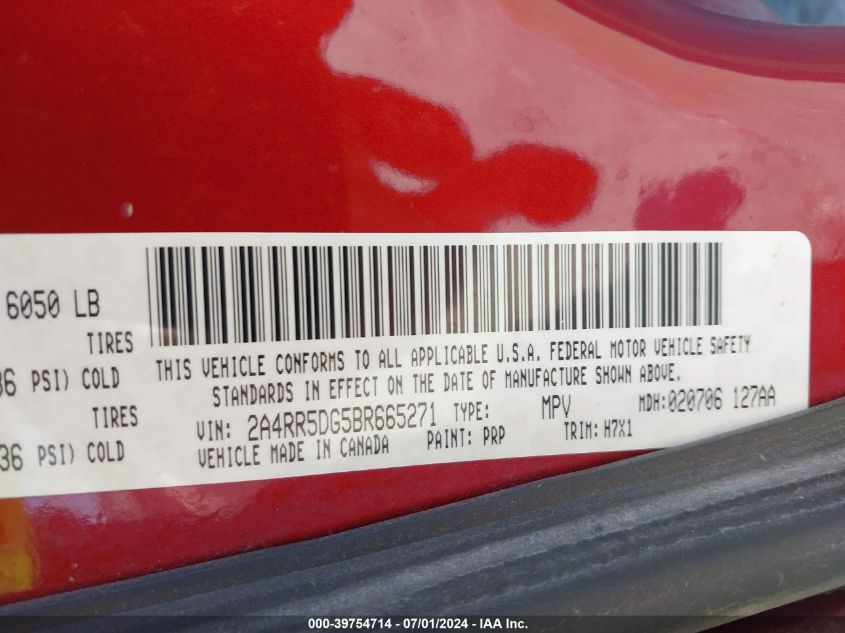 6050 LB
TIRES
36 PSI) COLD
TIRES
36 PSI) COLD
THIS VEHICLE CONFORMS TO ALL APPLICABLE U.S.A. FEDERAL MOTOR VEHICLE SAFETY
STANDARDS IN EFFECT ON THE DATE OF MANUFACTURE SHOWN ABOVE.
VIN: 2A4RR5DG5BR665271 TYPE: MPV MDH:020706 127AA
VEHICLE MADE IN CANADA PAINT: PRP TRIM: H7X1
000-39754714 / 07/01/2024 - IAA Inc.